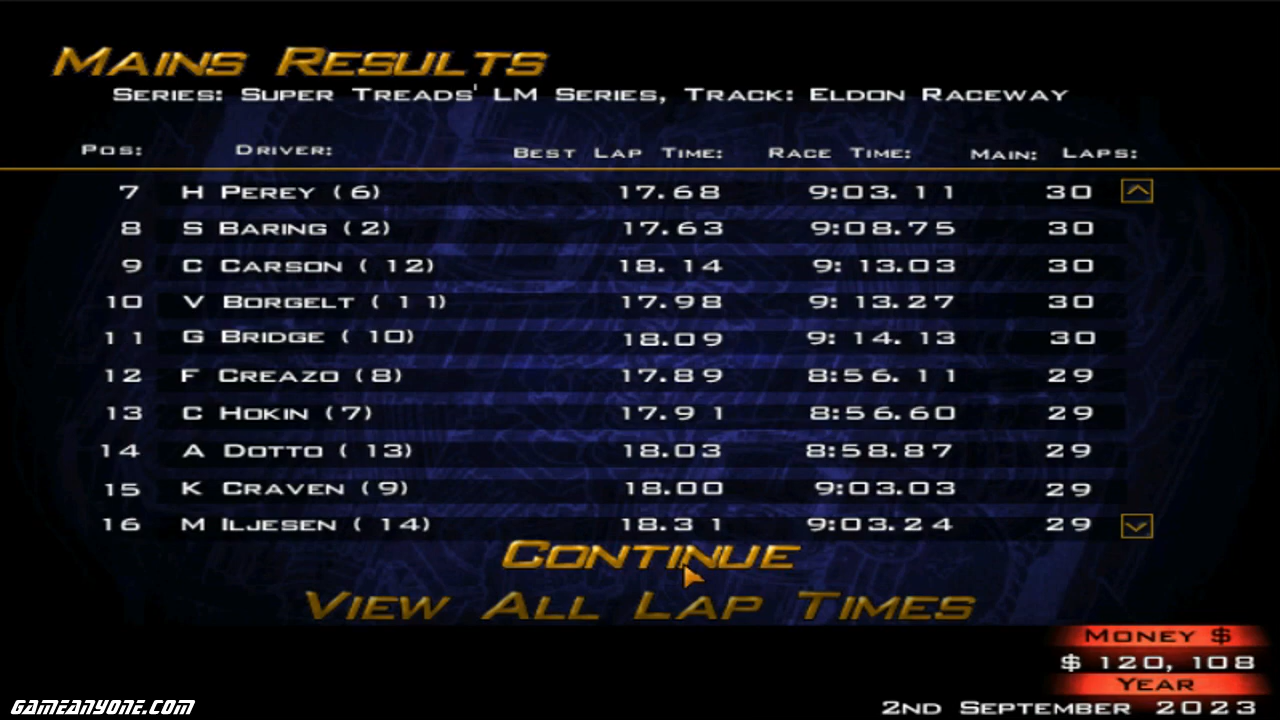 MAINS RESULTS
SERIES: SUPER TREADS' LM SERIES, TRACK: ELDON RACEWAY
POS: DRIVER: BEST LAP TIME: RACE TIME: MAIN: LAPS:
7 H PEREY (6) 17.68 9:03.11 30
8 S BARING (2) 17.63 9:08.75 30
9 C CARSON (12) 18.14 9:13.03 30
10 V BORGELT (11) 17.98 9:13.27 30
11 G BRIDGE (10) 18.09 9:14.13 30
12 F CREAZO (8) 17.89 8:56.11 29
13 C HOKIN (7) 17.91 8:56.60 29
14 A DOTTO (13) 18.03 8:58.87 29
15 K CRAVEN (9) 18.00 9:03.03 29
16 M ILJESEN (14) 18.31 9:03.24 29
CONTINUE
VIEW ALL LAP TIMES
MONEY $
$ 120,108
YEAR
2ND SEPTEMBER 2023
GAMEANYONE.COM